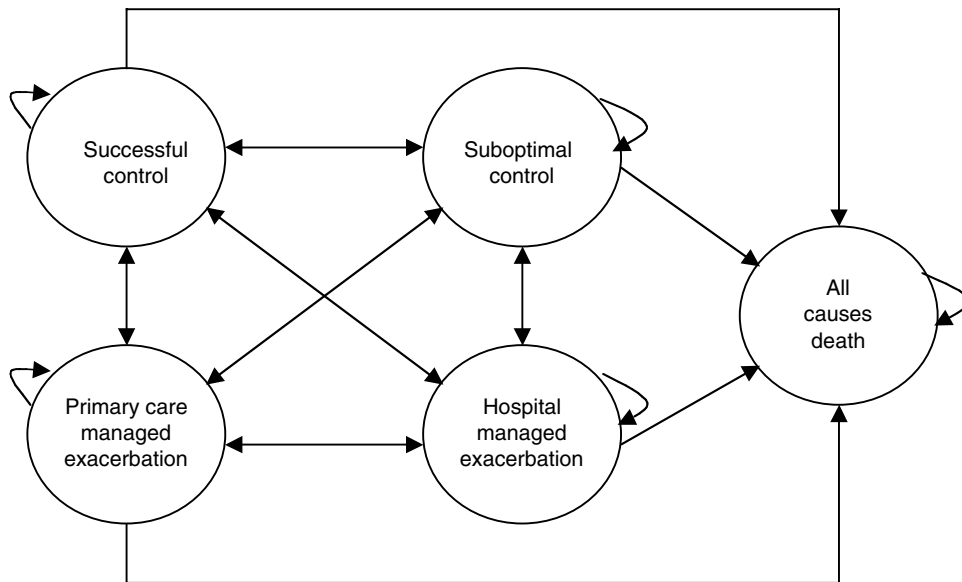 Successful
control
Suboptimal
control
All
causes
death
Primary care
managed
exacerbation
Hospital
managed
exacerbation